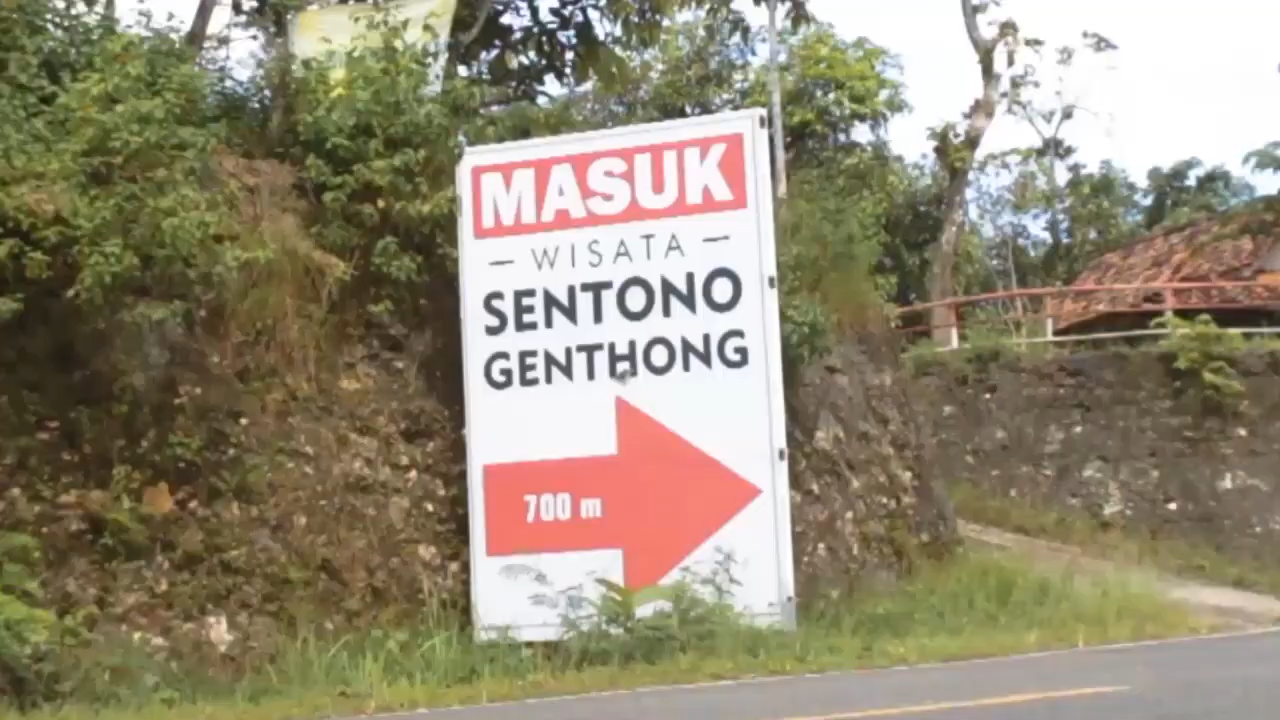 MASUK
— WISATA —
SENTONO
GENTHONG
700 m